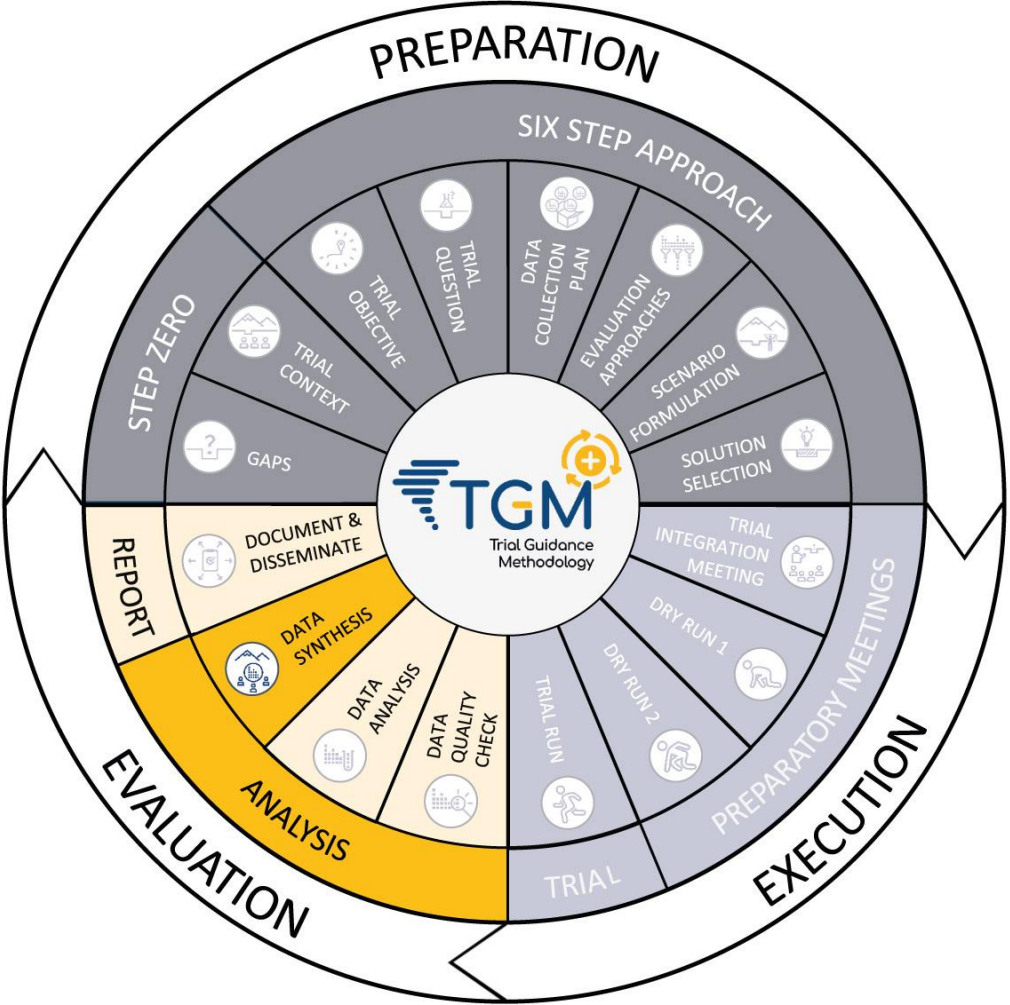 PREPARATION
SIX STEP APPROACH
STEP ZERO
GAPS
TRIAL
CONTEXT
TRIAL
OBJECTIVE
TRIAL
QUESTION
DATA
COLLECTION
PLAN
EVALUATION
APPROACHES
SCENARIO
FORMULATION
SOLUTION
SELECTION
TGM
Trial Guidance
Methodology
EXECUTION
PREPARATORY MEETINGS
TRIAL
INTEGRATION
MEETING
DRY RUN 1
DRY RUN 2
TRIAL
TRIAL RUN
EVALUATION
ANALYSIS
DATA
QUALITY
CHECK
DATA
ANALYSIS
DATA
SYNTHESIS
REPORT
DOCUMENT &
DISSEMINATE